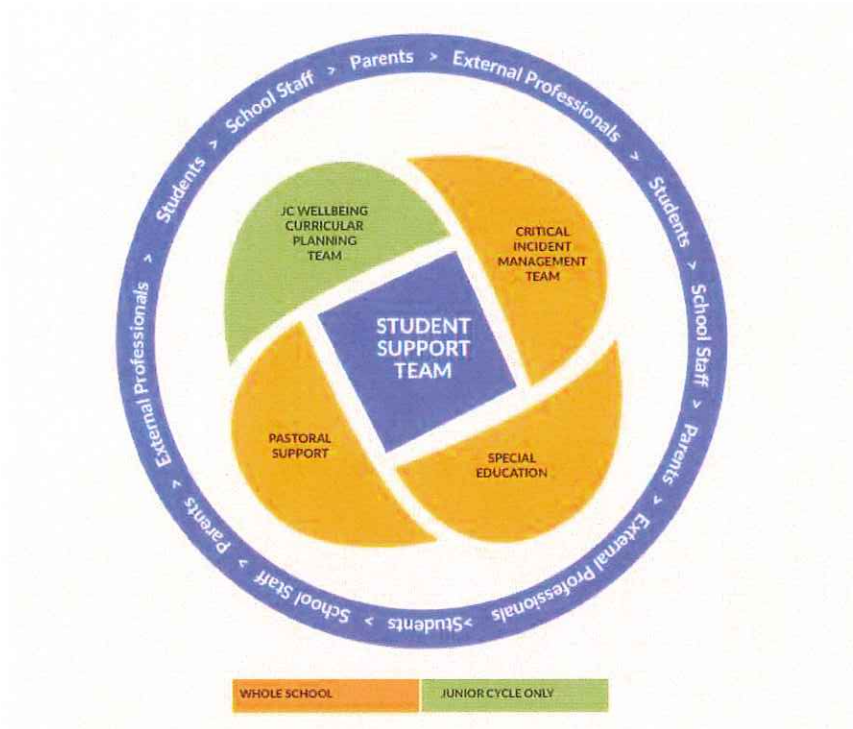 Students > School Staff > Parents > External Professionals > Students > School Staff > Parents > External Professionals >Students > School Staff > Parents > External Professionals >
JC WELLBEING
CURRICULAR
PLANNING
TEAM
CRITICAL
INCIDENT
MANAGEMENT
TEAM
STUDENT
SUPPORT
TEAM
PASTORAL
SUPPORT
SPECIAL
EDUCATION
WHOLE SCHOOL
JUNIOR CYCLE ONLY